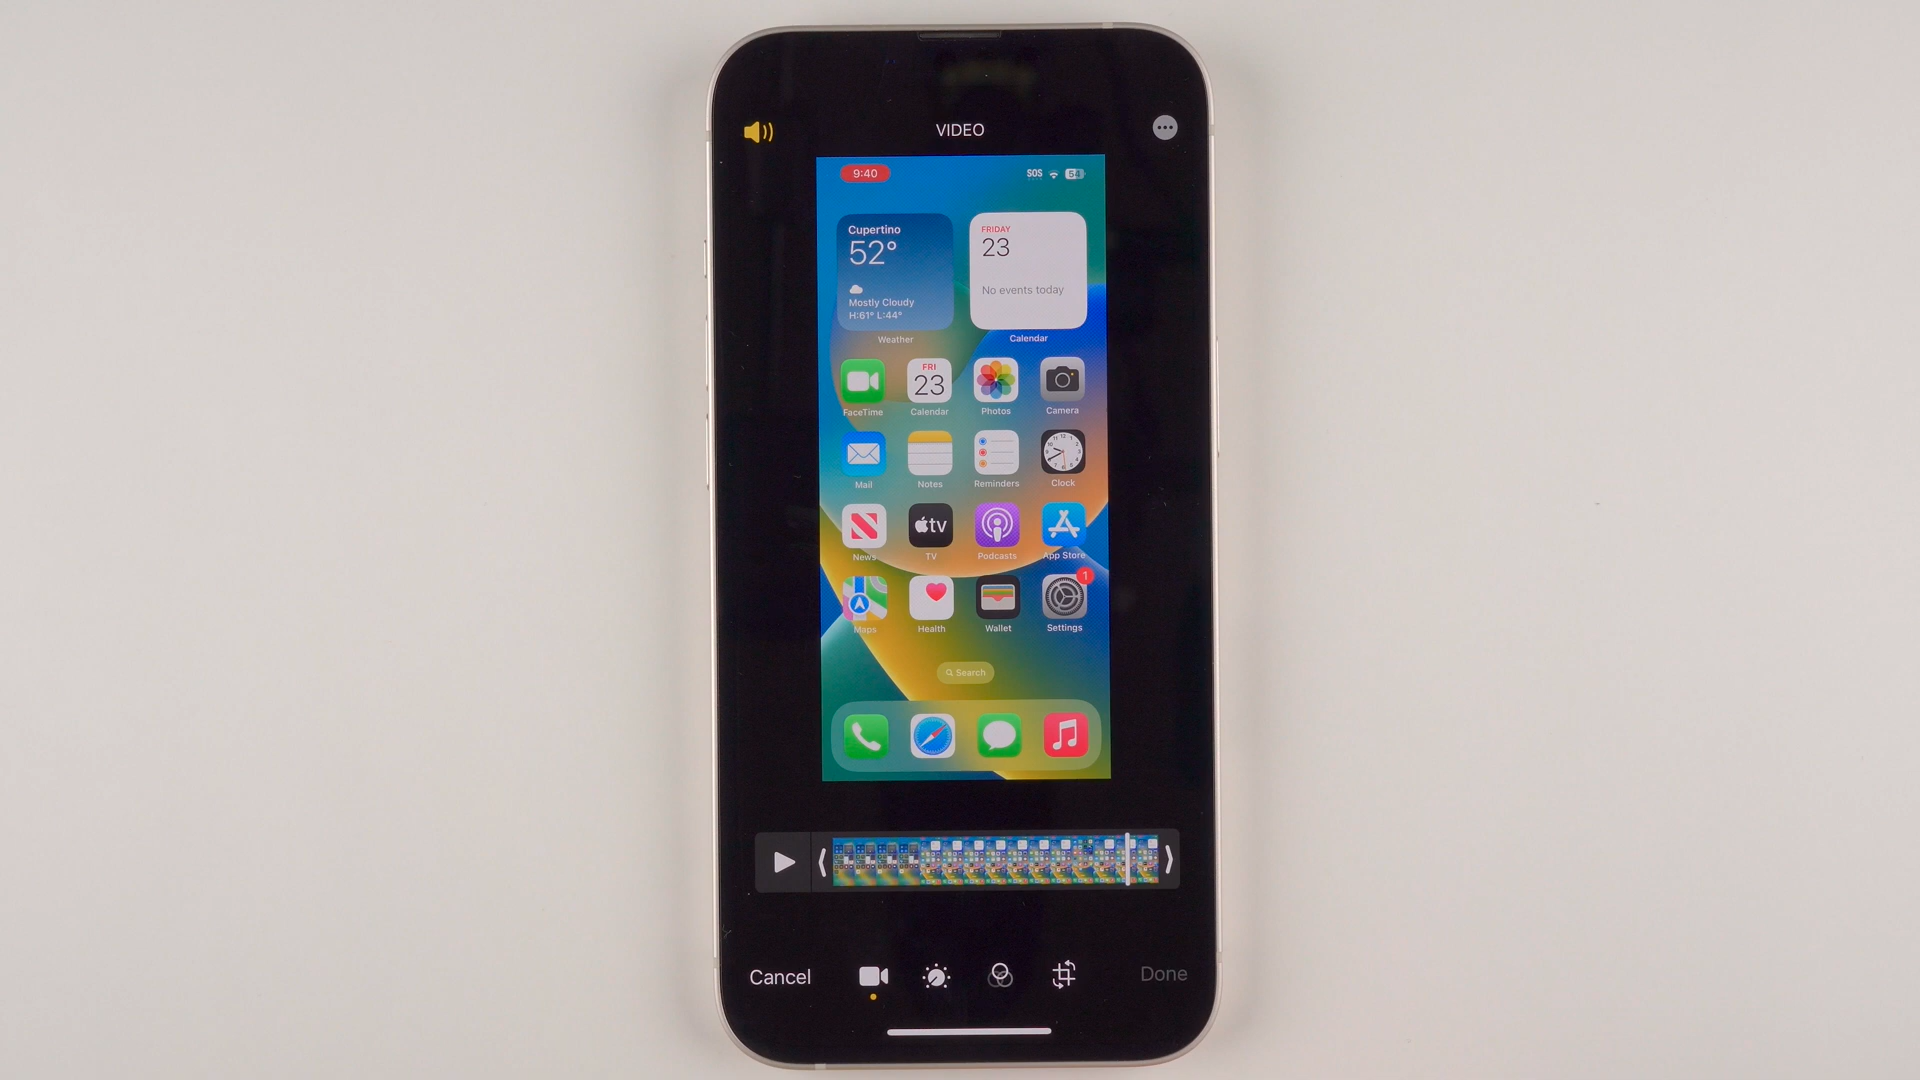 VIDEO
9:40
SOS
54
Cupertino
52°
Mostly Cloudy
H:61° L:44°
Weather
FRIDAY
23
No events today
Calendar
FRI
23
FaceTime
Calendar
Photos
Camera
Mail
Notes
Reminders
Clock
tv
News
TV
Podcasts
App Store
1
Maps
Health
Wallet
Settings
Search
Cancel
Done